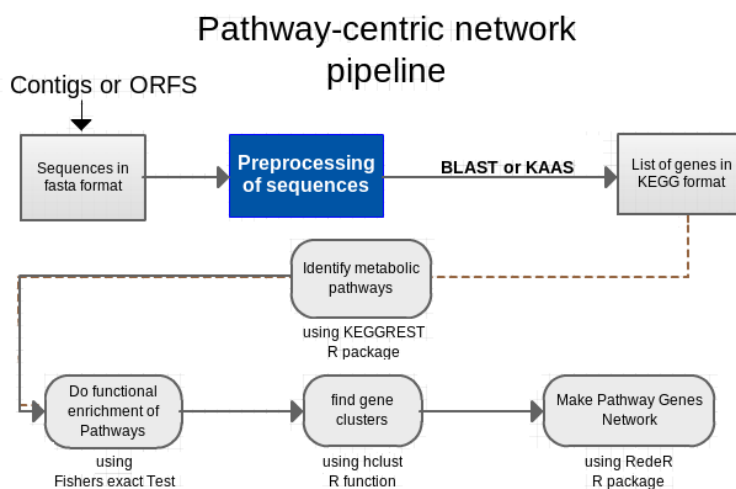 Pathway-centric network
pipeline
Contigs or ORFS
Sequences in
fasta format
Preprocessing
of sequences
BLAST or KAAS
List of genes in
KEGG format
Identify metabolic
pathways
using KEGGREST
R package
Do functional
enrichment of
Pathways
using
Fishers exact Test
find gene
clusters
using hclust
R function
Make Pathway Genes
Network
using RedeR
R package